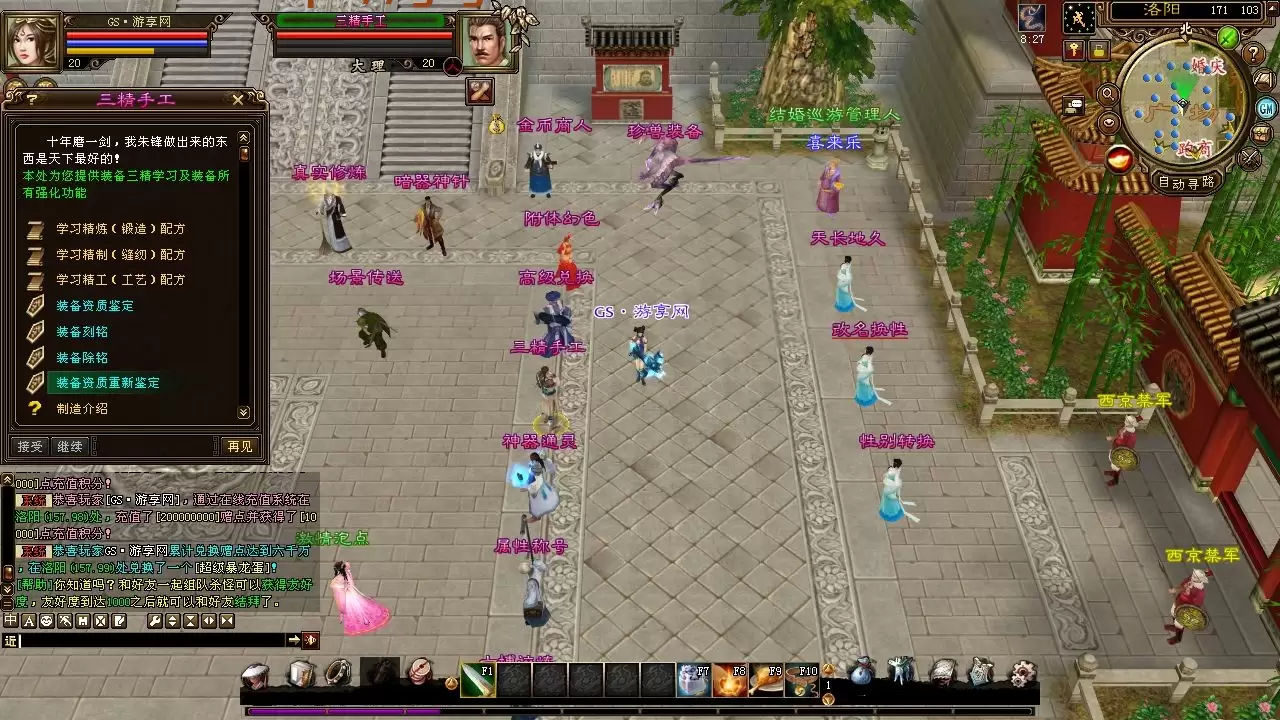 GS·游享网
20
三精手工
大理
20
8:27
洛阳
171 103
北
婚庆
广场
路商
自动寻路
GM
三精手工
十年磨一剑，我失败做出来的东
西是天下最好的！
本处为您提供装备三精学习及装备所
有强化功能
学习精炼（锻造）配方
学习精制（缝纫）配方
学习精工（工艺）配方
装备资质鉴定
装备刻铭
装备除铭
装备资质重新鉴定
制造介绍
接受
继续
再见
金币商人
珍兽装备
结婚巡游管理人
喜来乐
真实修炼
暗器神针
附体幻色
天长地久
场景传送
高级兑换
GS·游享网
改名换性
三精手工
西京禁军
神器通灵
性别转换
属性称号
激情泡点
西京禁军
000]点充值积分！
恭喜玩家[GS·游享网]，通过在线充值系统在
洛阳(157,98)处，充值了[200000000]赠点并获得了[10
000]点充值积分！
恭喜玩家GS·游享网累计兑换赠点达到六千万
，在洛阳(157,99)处兑换了一个[超级暴龙蛋]！
[帮助]你知道吗？和好友一起组队杀怪可以获得友好
度，友好度到达1000之后就可以和好友结拜了。
近
F1
F7
F8
F9
F10
1